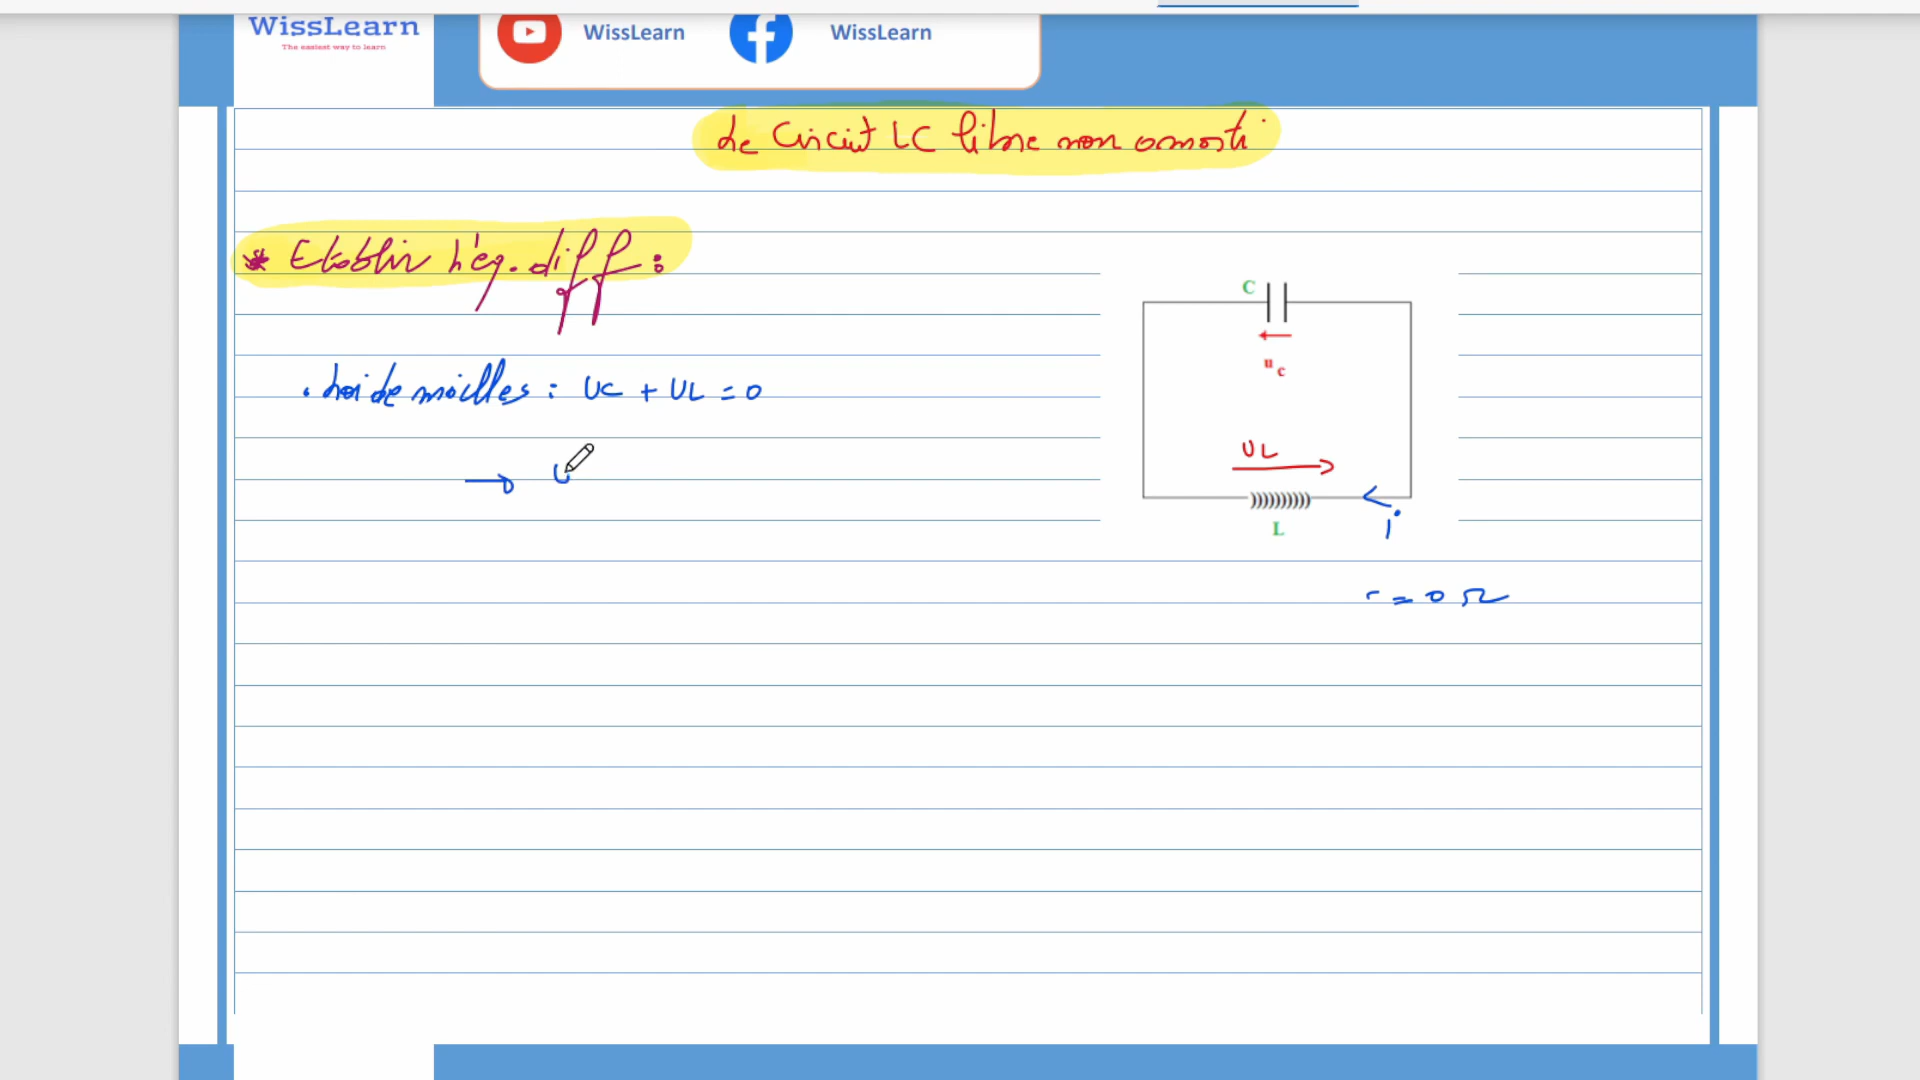 WissLearn
The easiest way to learn
WissLearn
WissLearn
Le Circuit LC libre non amorti
* Etablir l'éq. diff :
. Loi de mailles : UC + UL = 0
→ U
C
u c
UL
L
i
r = 0 Ω